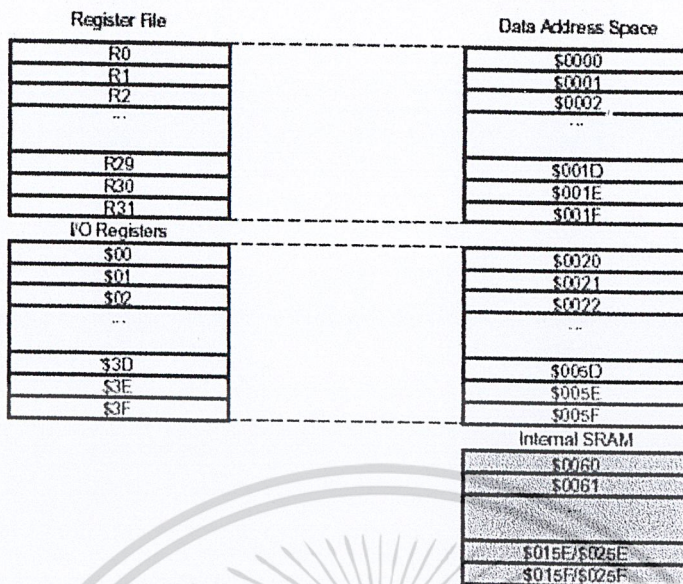 Register File
R0
R1
R2
...
R29
R30
R31
I/O Registers
$00
$01
$02
...
$3D
$3E
$3F
Data Address Space
$0000
$0001
$0002
...
$001D
$001E
$001F
$0020
$0021
$0022
...
$005D
$005E
$005F
Internal SRAM
$0060
$0061
$015E/$025E
$015F/$025F